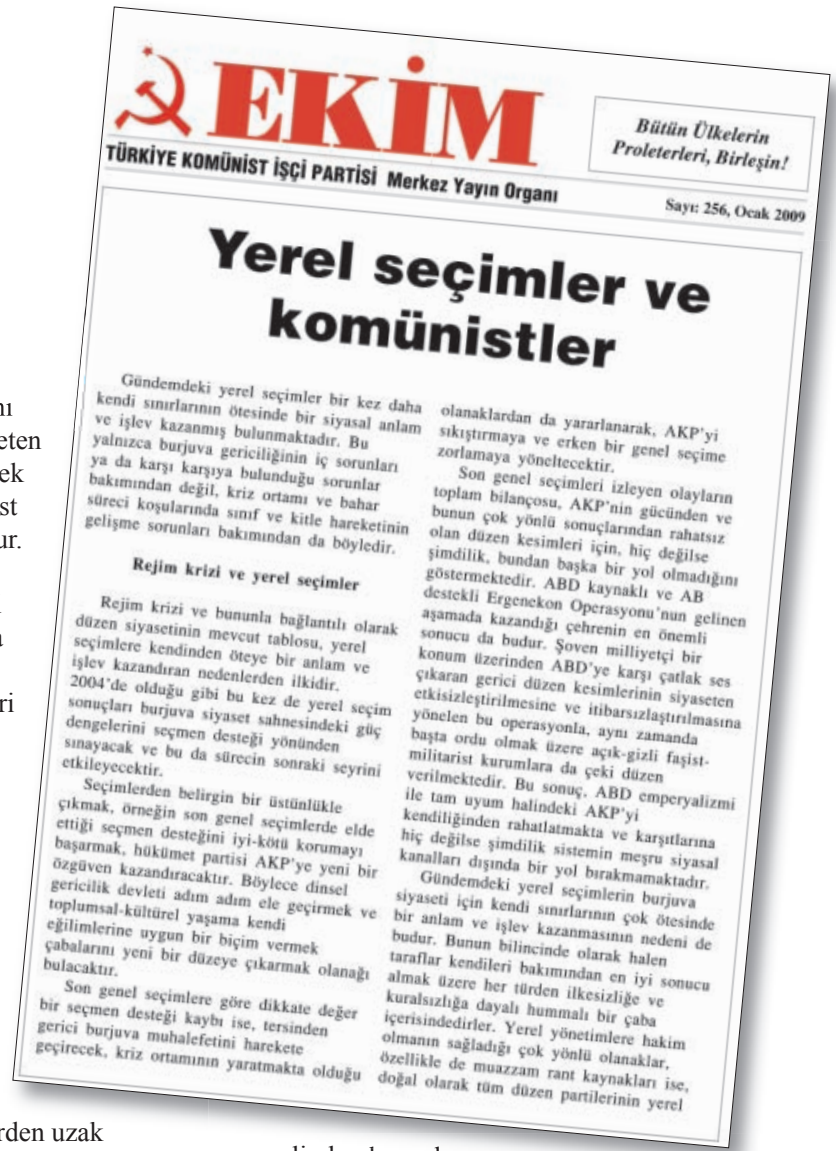 EKİM
TÜRKİYE KOMÜNİST İŞÇİ PARTİSİ Merkez Yayın Organı
Bütün Ülkelerin
Proleterleri, Birleşin!
Sayı: 256, Ocak 2009
Yerel seçimler ve
komünistler
Gündemdeki yerel seçimler bir kez daha
kendi sınırlarının ötesinde bir siyasal anlam
ve işlev kazanmış bulunmaktadır. Bu
yalnızca burjuva gericiliğinin iç sorunları
ya da karşı karşıya bulunduğu sorunlar
bakımından değil, kriz ortamı ve bahar
süreci koşularında sınıf ve kitle hareketinin
gelişme sorunları bakımından da böyledir.
Rejim krizi ve yerel seçimler
Rejim krizi ve bununla bağlantılı olarak
düzen siyasetinin mevcut tablosu, yerel
seçimlere kendinden öteye bir anlam ve
işlev kazandıran nedenlerden ilkidir.
2004'de olduğu gibi bu kez de yerel seçim
sonuçları burjuva siyaset sahnesindeki güç
dengelerini seçmen desteği yönünden
sınayacak ve bu da sürecin sonraki seyrini
etkileyecektir.
Seçimlerden belirgin bir üstünlükle
çıkmak, örneğin son genel seçimlerde elde
ettiği seçmen desteğini iyi-kötü korumayı
başarmak, hükümet partisi AKP'ye yeni bir
özgüven kazandıracaktır. Böylece dinsel
gericilik devleti adım adım ele geçirmek ve
toplumsal-kültürel yaşama kendi
eğilimlerine uygun bir biçim vermek
çabalarını yeni bir düzeye çıkarmak olanağı
bulacaktır.
Son genel seçimlere göre dikkate değer
bir seçmen desteği kaybı ise, tersinden
gerici burjuva muhalefetini harekete
geçirecek, kriz ortamının yaratmakta olduğu
olanaklardan da yararlanarak, AKP'yi
sıkıştırmaya ve erken bir genel seçime
zorlamaya yöneltecektir.
Son genel seçimleri izleyen olayların
toplam bilançosu, AKP'nin gücünden ve
bunun çok yönlü sonuçlarından rahatsız
olan düzen kesimleri için, hiç değilse
şimdilik, bundan başka bir yol olmadığını
göstermektedir. ABD kaynaklı ve AB
destekli Ergenekon Operasyonu'nun gelinen
aşamada kazandığı çehrenin en önemli
sonucu da budur. Şoven milliyetçi bir
konum üzerinden ABD'ye karşı çatlak ses
çıkaran gerici düzen kesimlerinin siyaseten
etkisizleştirilmesine ve itibarsızlaştırılmasına
yönelen bu operasyonla, aynı zamanda
başta ordu olmak üzere açık-gizli faşist-
militarist kurumlara da çeki düzen
verilmektedir. Bu sonuç, ABD emperyalizmi
ile tam uyum halindeki AKP'yi
kendiliğinden rahatlatmakta ve karşıtlarına
hiç değilse şimdilik sistemin meşru siyasal
kanalları dışında bir yol bırakmamaktadır.
Gündemdeki yerel seçimlerin burjuva
siyaseti için kendi sınırlarının çok ötesinde
bir anlam ve işlev kazanmasının nedeni de
budur. Bunun bilincinde olarak halen
taraflar kendileri bakımından en iyi sonucu
almak üzere her türden ilkesizliğe ve
kuralsızlığa dayalı hummalı bir çaba
içerisindedirler. Yerel yönetimlere hakim
olmanın sağladığı çok yönlü olanaklar,
özellikle de muazzam rant kaynakları ise,
doğal olarak tüm düzen partilerinin yerel
nı
eten
ek
st
ur.
a
ri
rden uzak